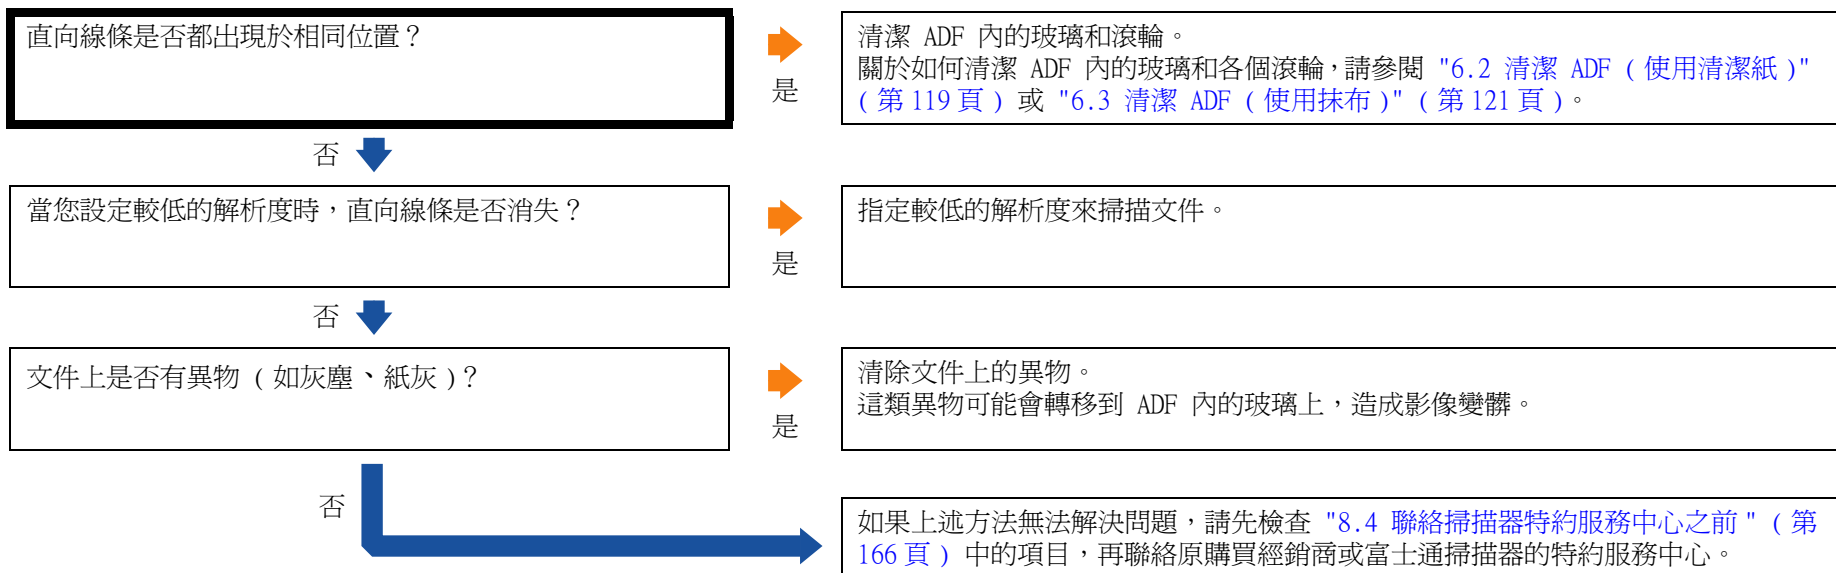 直向線條是否都出現於相同位置？
是
清潔 ADF 內的玻璃和滾輪。
關於如何清潔 ADF 內的玻璃和各個滾輪，請參閱 "6.2 清潔 ADF ( 使用清潔紙 )"
( 第 119 頁 ) 或 "6.3 清潔 ADF ( 使用抹布 )" ( 第 121 頁 )。
否
當您設定較低的解析度時，直向線條是否消失？
是
指定較低的解析度來掃描文件。
否
文件上是否有異物 ( 如灰塵、紙灰 )？
是
清除文件上的異物。
這類異物可能會轉移到 ADF 內的玻璃上，造成影像變髒。
否
如果上述方法無法解決問題，請先檢查 "8.4 聯絡掃描器特約服務中心之前 " ( 第
166 頁 ) 中的項目，再聯絡原購買經銷商或富士通掃描器的特約服務中心。